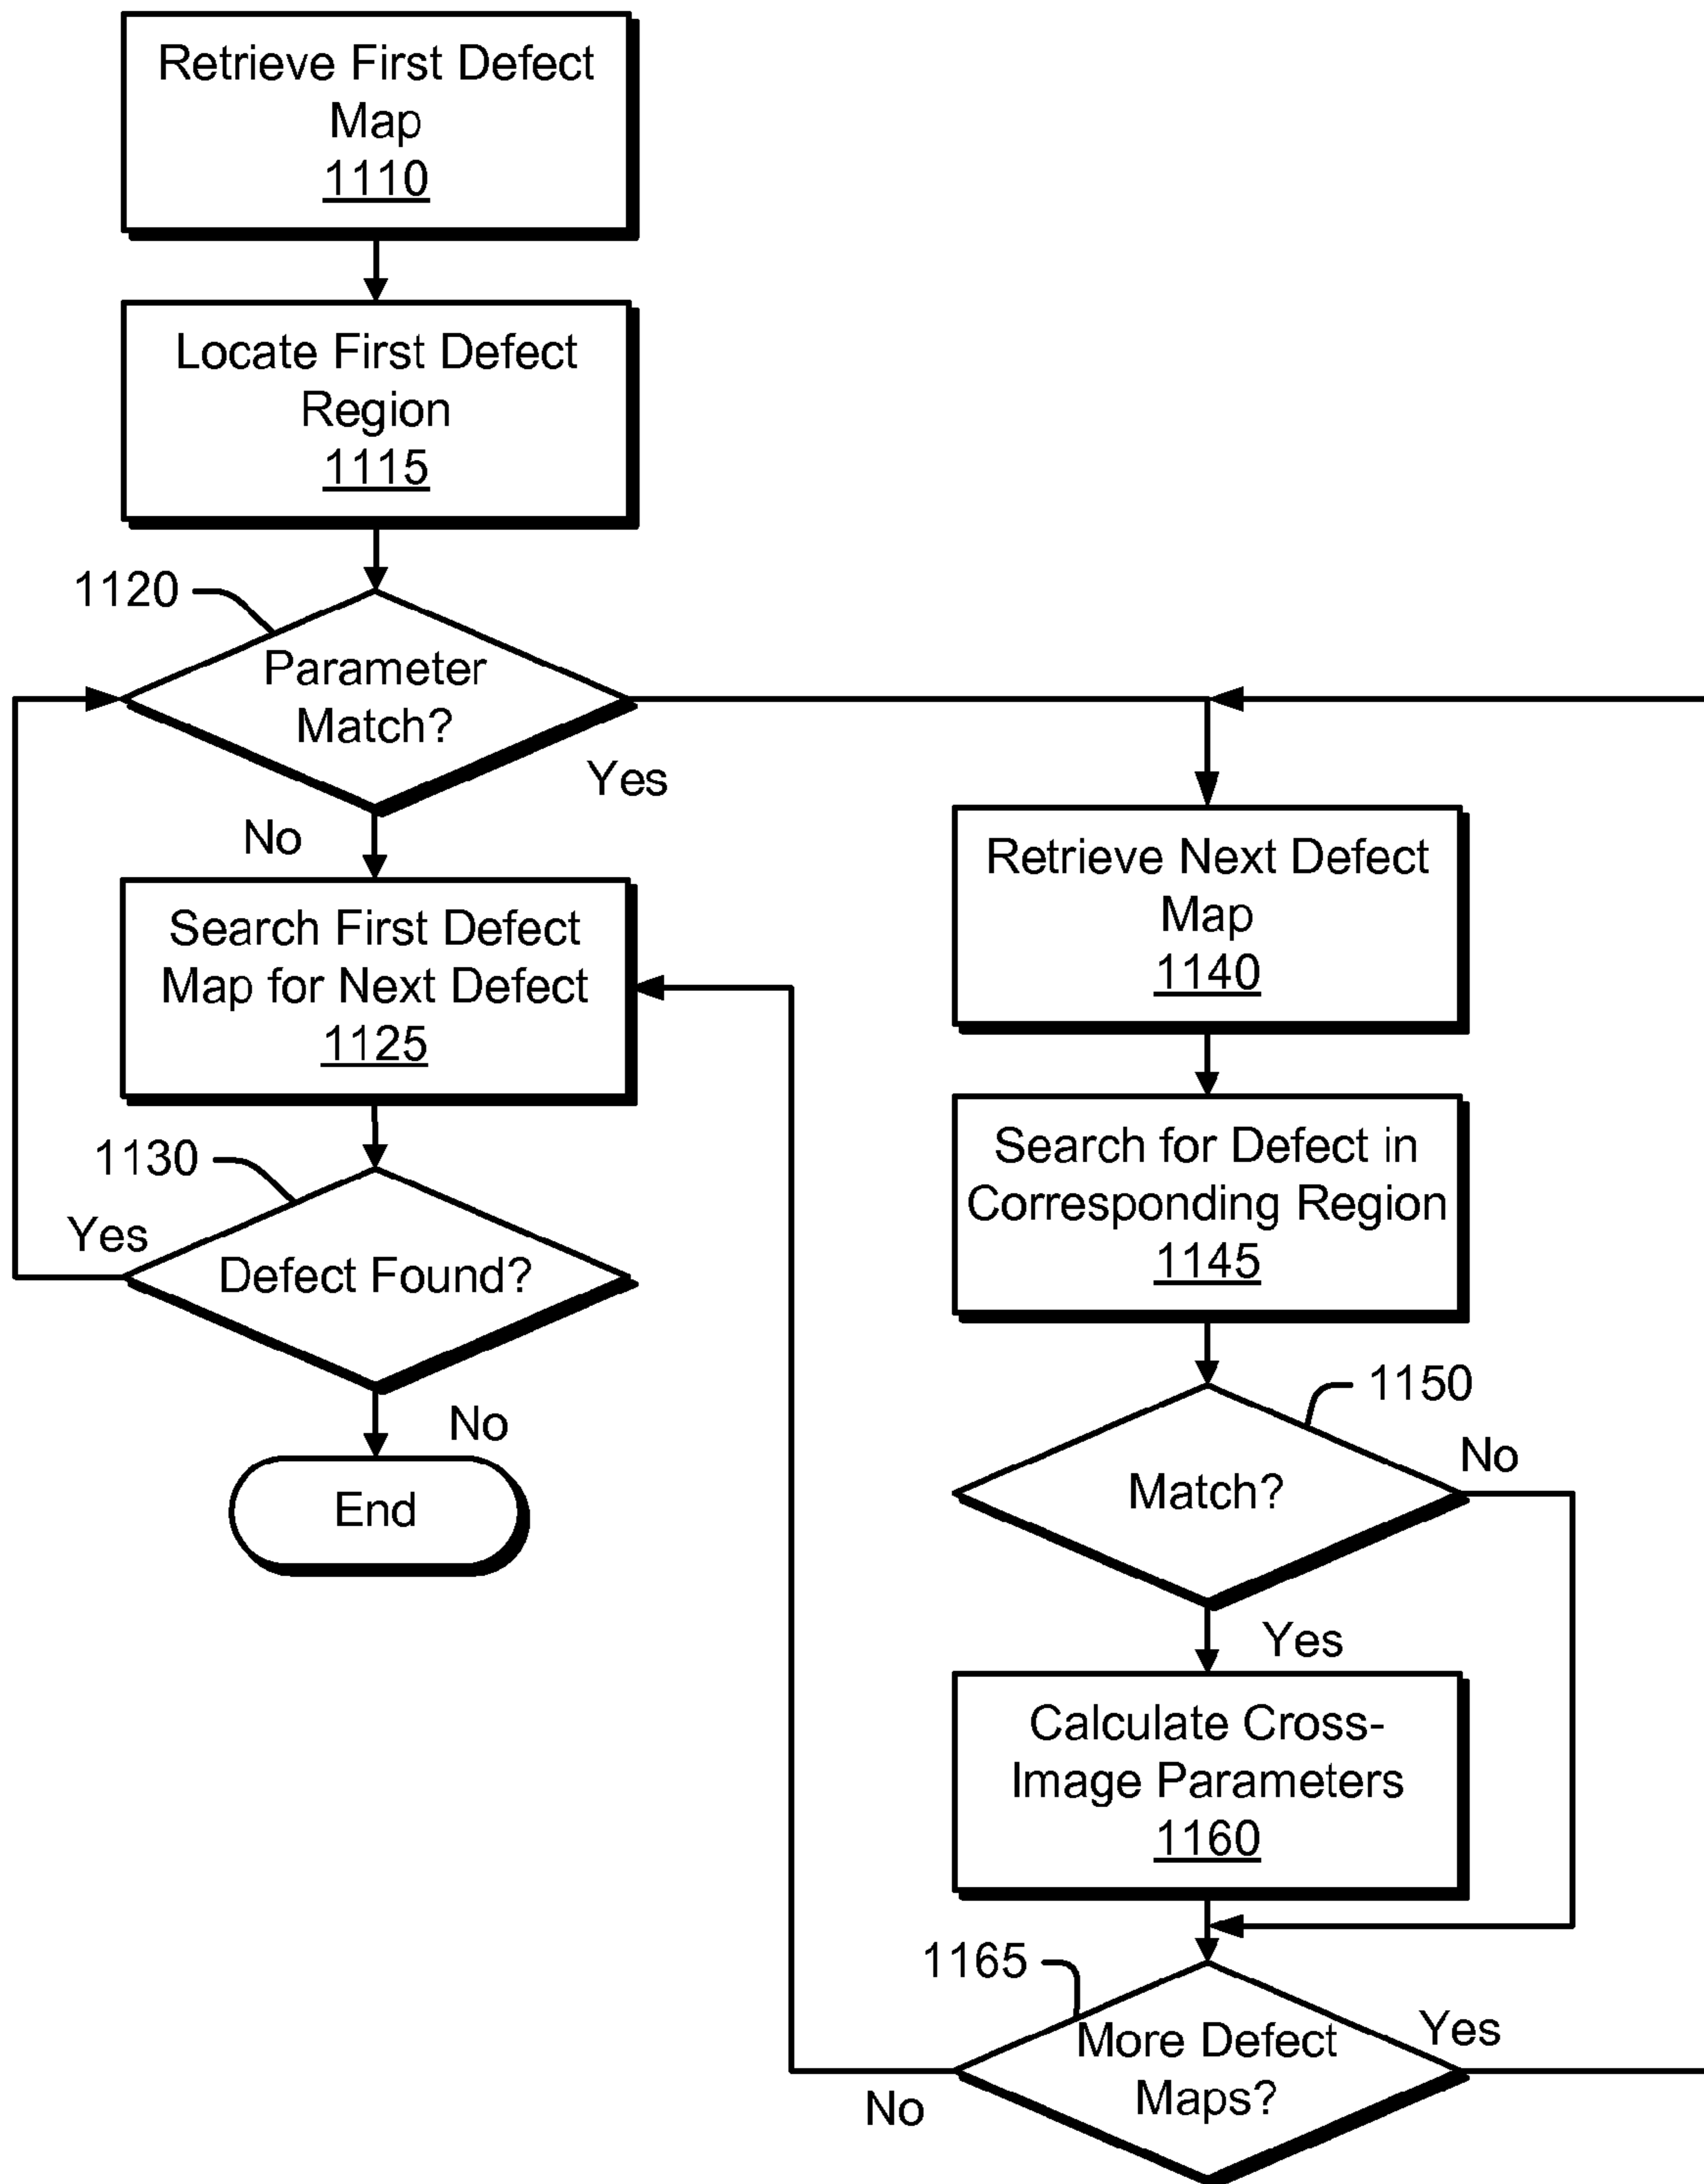 Retrieve First Defect
Map
1110
Locate First Defect
Region
1115
1120
Parameter
Match?
Yes
No
Search First Defect
Map for Next Defect
1125
1130
Yes
Defect Found?
No
End
Retrieve Next Defect
Map
1140
Search for Defect in
Corresponding Region
1145
1150
No
Match?
Yes
Calculate Cross-
Image Parameters
1160
1165
More Defect
Maps?
Yes
No